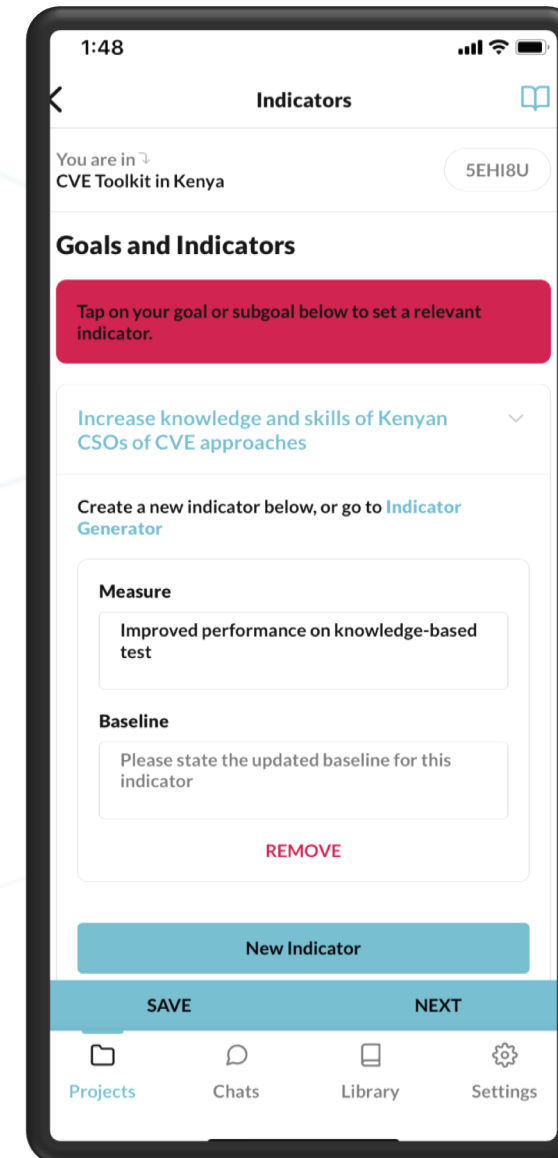 1:48
Indicators
You are in
CVE Toolkit in Kenya
5EHI8U
Goals and Indicators
Tap on your goal or subgoal below to set a relevant
indicator.
Increase knowledge and skills of Kenyan
CSOs of CVE approaches
Create a new indicator below, or go to Indicator
Generator
Measure
Improved performance on knowledge-based
test
Baseline
Please state the updated baseline for this
indicator
REMOVE
New Indicator
SAVE NEXT
Projects Chats Library Settings